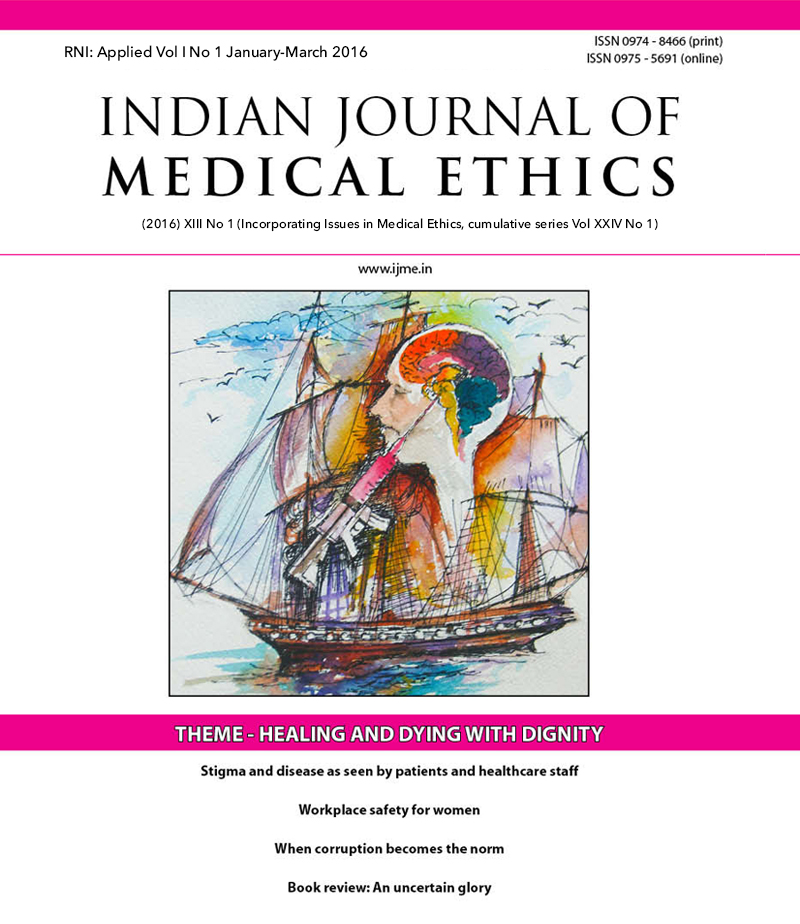 RNI: Applied Vol I No 1 January-March 2016
ISSN 0974 - 8466 (print)
ISSN 0975 - 5691 (online)
INDIAN JOURNAL OF
MEDICAL ETHICS
(2016) XIII No 1 (Incorporating Issues in Medical Ethics, cumulative series Vol XXIV No 1)
www.ijme.in
THEME - HEALING AND DYING WITH DIGNITY
Stigma and disease as seen by patients and healthcare staff
Workplace safety for women
When corruption becomes the norm
Book review: An uncertain glory